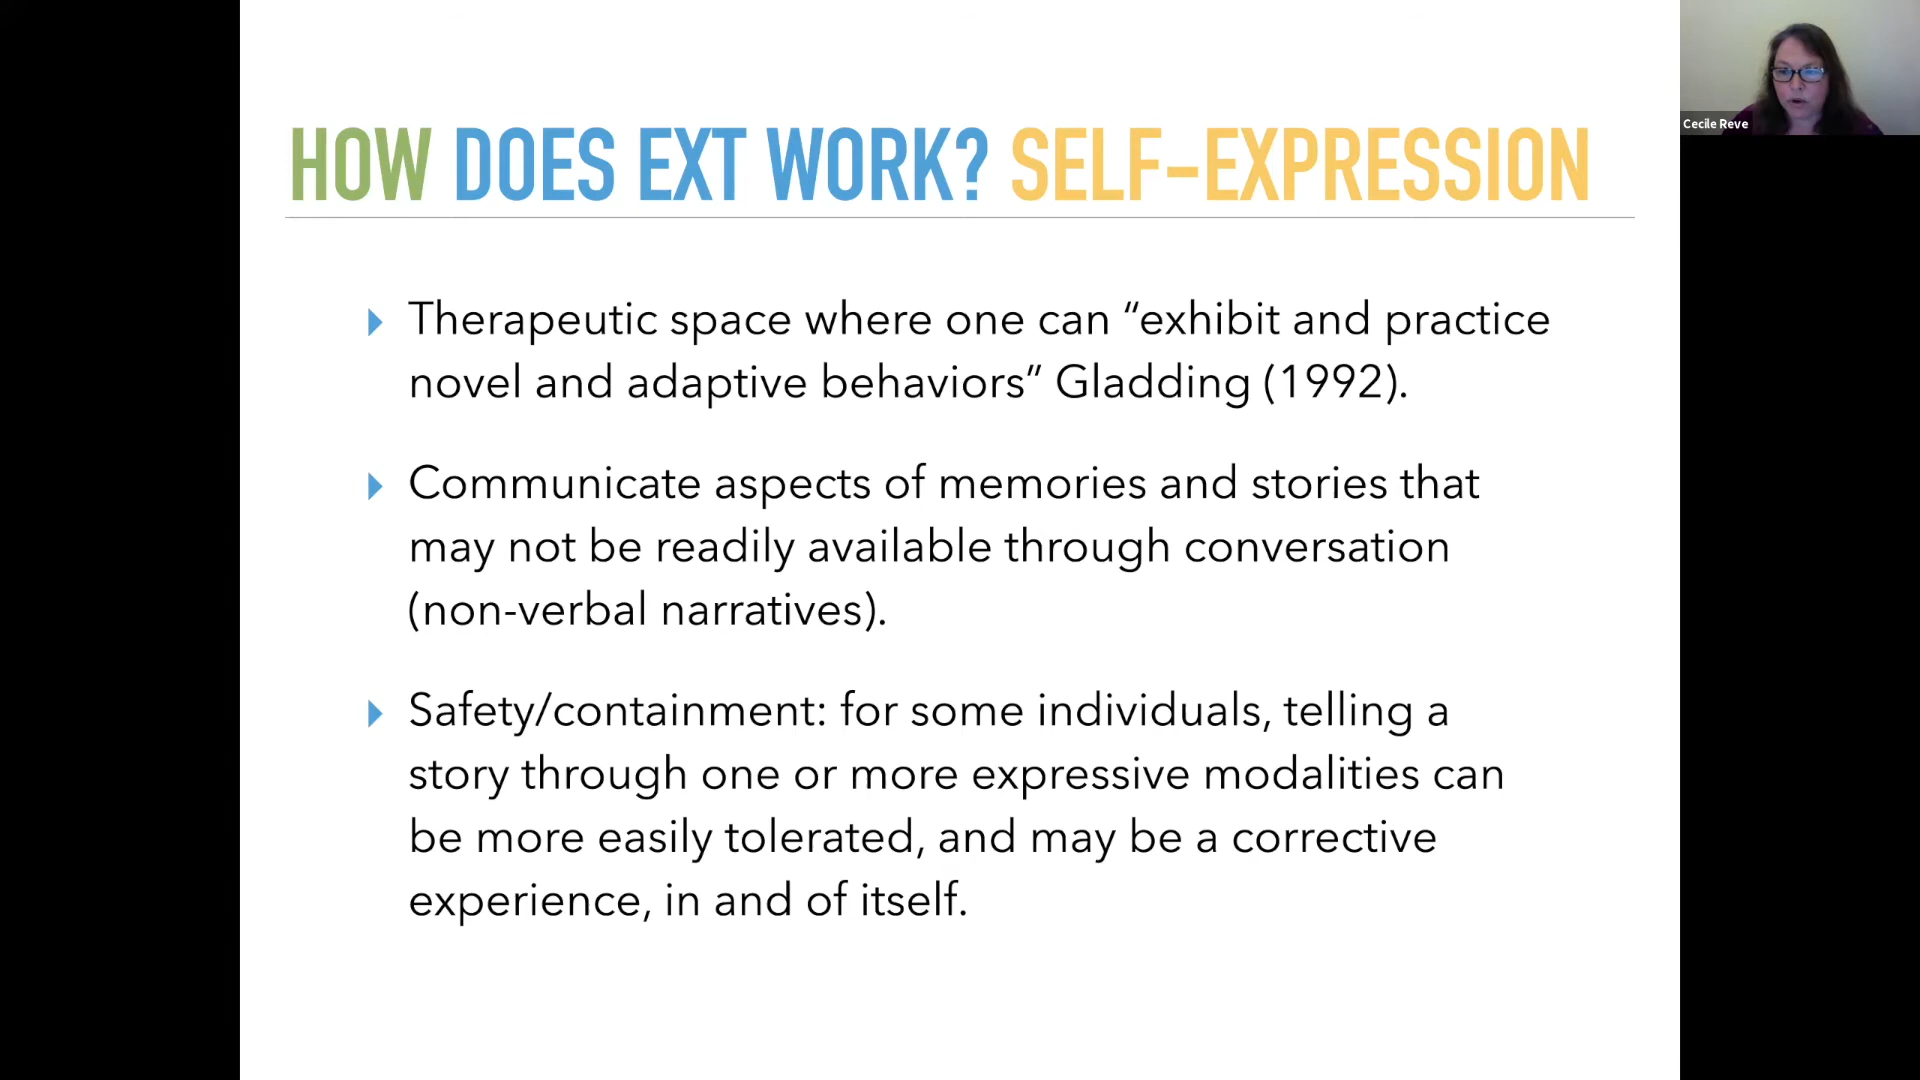 HOW DOES EXT WORK? SELF-EXPRESSION
Therapeutic space where one can “exhibit and practice
novel and adaptive behaviors” Gladding (1992).
Communicate aspects of memories and stories that
may not be readily available through conversation
(non-verbal narratives).
Safety/containment: for some individuals, telling a
story through one or more expressive modalities can
be more easily tolerated, and may be a corrective
experience, in and of itself.
Cecile Reve